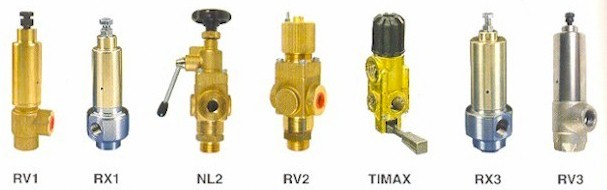 RV1 RX1 NL2 RV2 TIMAX RX3 RV3